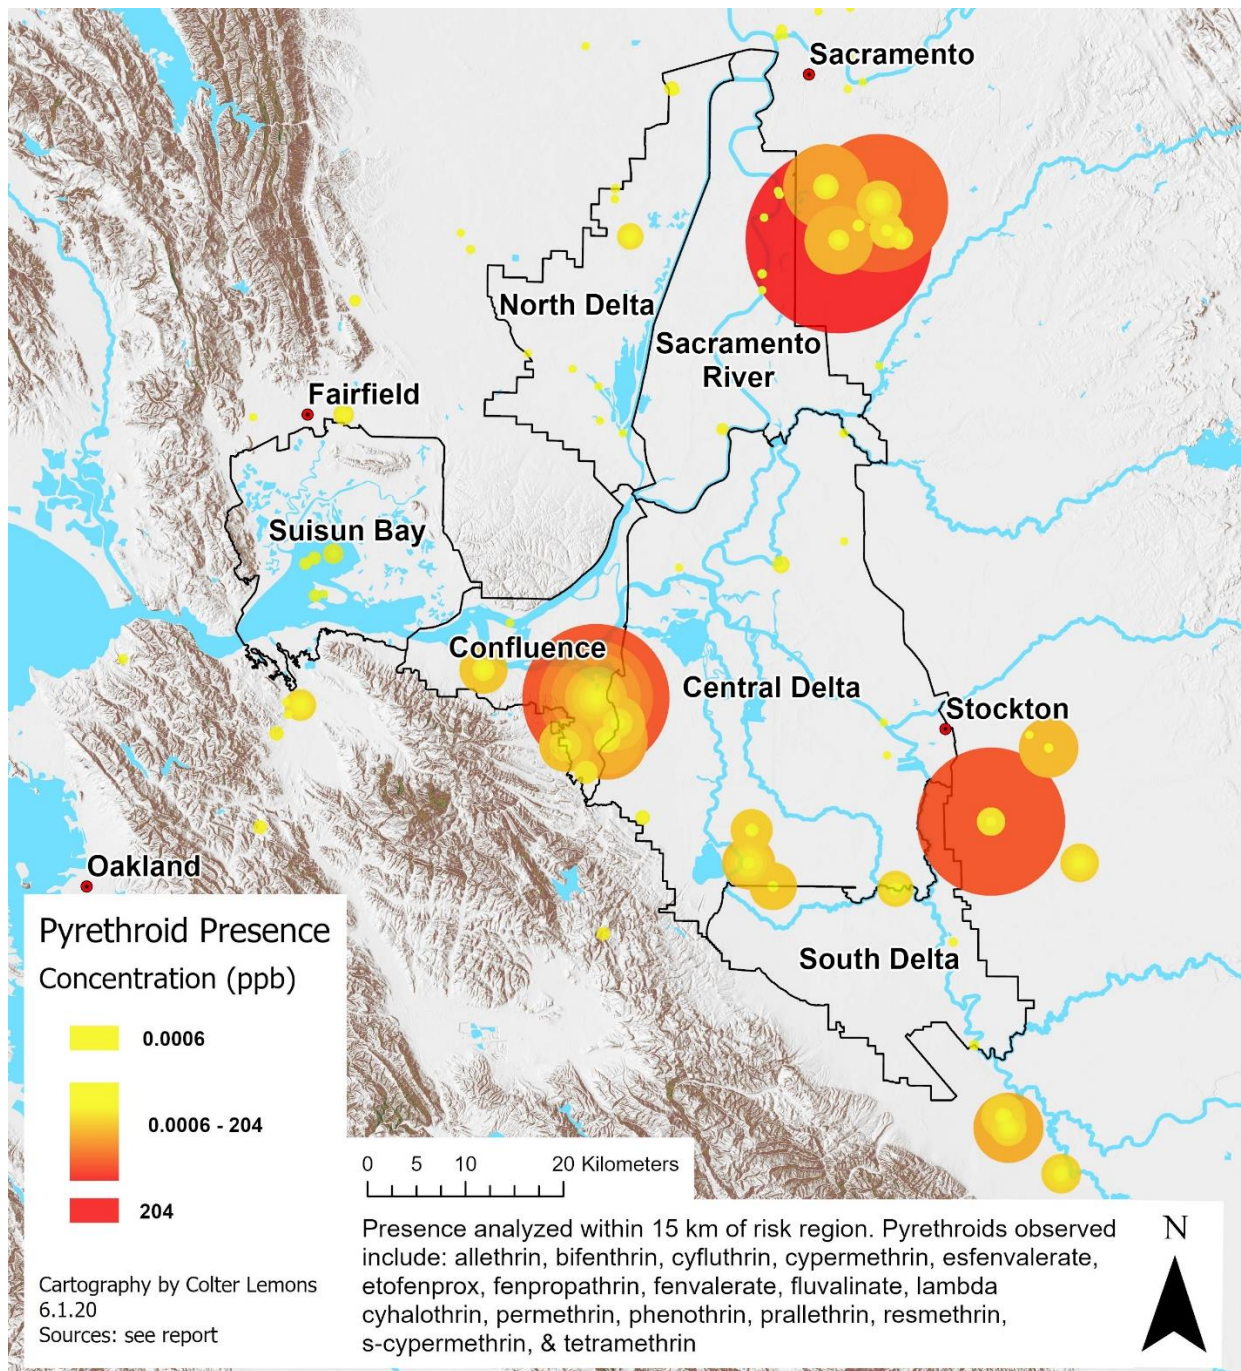 Sacramento
North Delta
Sacramento
River
Fairfield
Suisun Bay
Confluence
Central Delta
Stockton
Oakland
South Delta
Pyrethroid Presence
Concentration (ppb)
0.0006
0.0006 - 204
204
Cartography by Colter Lemons
6.1.20
Sources: see report
0 5 10 20 Kilometers
Presence analyzed within 15 km of risk region. Pyrethroids observed
include: allethrin, bifenthrin, cyfluthrin, cypermethrin, esfenvalerate,
etofenprox, fenpropathrin, fenvalerate, fluvalinate, lambda
cyhalothrin, permethrin, phenothrin, prallethrin, resmethrin,
s-cypermethrin, & tetramethrin
N